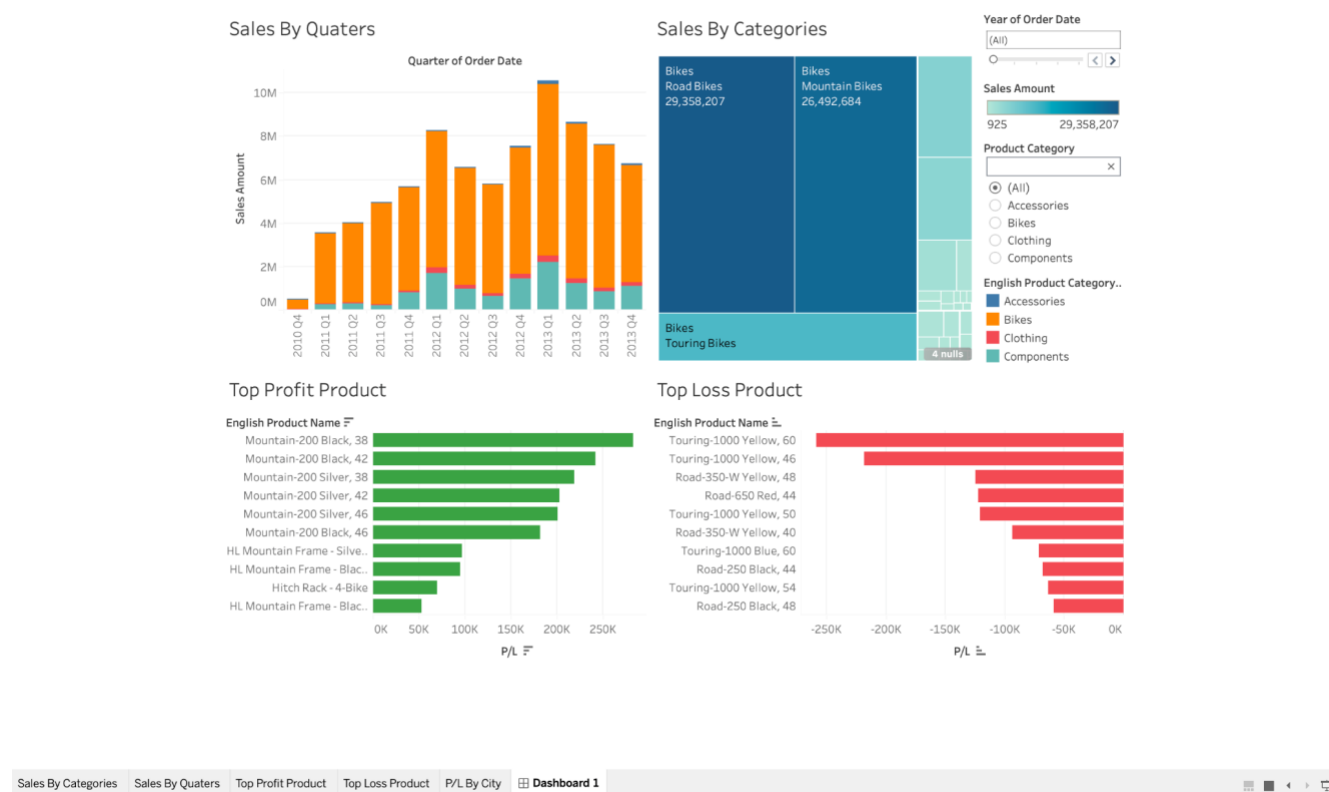 Sales By Quaters
Quarter of Order Date
Sales Amount
10M
8M
6M
4M
2M
0M
2010 Q4
2011 Q1
2011 Q2
2011 Q3
2011 Q4
2012 Q1
2012 Q2
2012 Q3
2012 Q4
2013 Q1
2013 Q2
2013 Q3
2013 Q4
Sales By Categories
Bikes
Road Bikes
29,358,207
Bikes
Mountain Bikes
26,492,684
Bikes
Touring Bikes
4 nulls
Year of Order Date
(All)
Sales Amount
925 29,358,207
Product Category
(All)
Accessories
Bikes
Clothing
Components
English Product Category..
Accessories
Bikes
Clothing
Components
Top Profit Product
English Product Name
Mountain-200 Black, 38
Mountain-200 Black, 42
Mountain-200 Silver, 38
Mountain-200 Silver, 42
Mountain-200 Silver, 46
Mountain-200 Black, 46
HL Mountain Frame - Silve..
HL Mountain Frame - Blac..
Hitch Rack - 4-Bike
HL Mountain Frame - Blac..
0K 50K 100K 150K 200K 250K
P/L
Top Loss Product
English Product Name
Touring-1000 Yellow, 60
Touring-1000 Yellow, 46
Road-350-W Yellow, 48
Road-650 Red, 44
Touring-1000 Yellow, 50
Road-350-W Yellow, 40
Touring-1000 Blue, 60
Road-250 Black, 44
Touring-1000 Yellow, 54
Road-250 Black, 48
-250K -200K -150K -100K -50K 0K
P/L
Sales By Categories Sales By Quaters Top Profit Product Top Loss Product P/L By City Dashboard 1